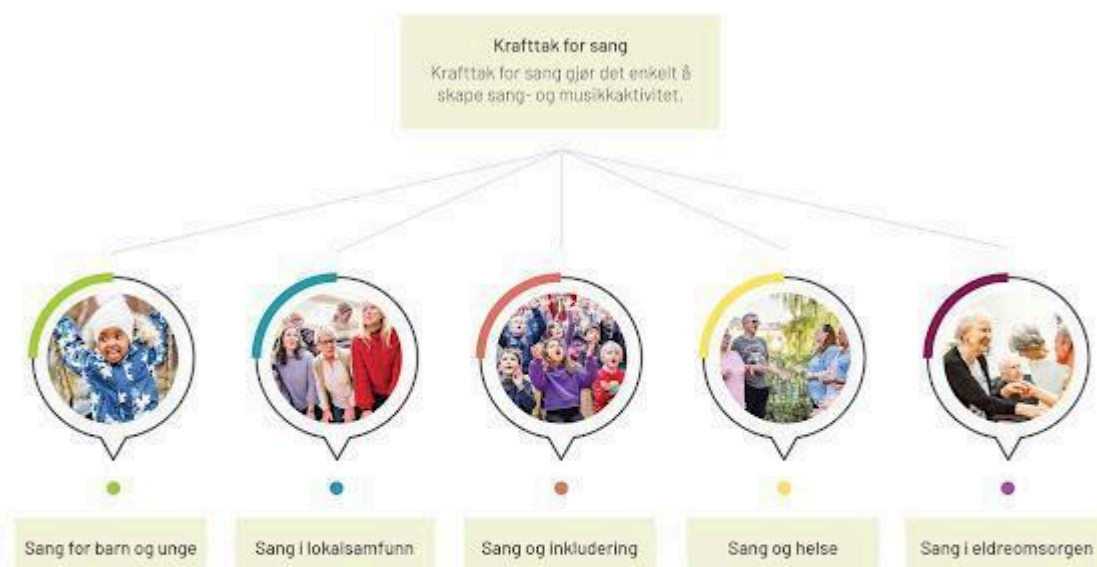 Krafttak for sang
Krafttak for sang gjør det enkelt å
skape sang- og musikkaktivitet.
Sang for barn og unge
Sang i lokalsamfunn
Sang og inkludering
Sang og helse
Sang i eldreomsorgen